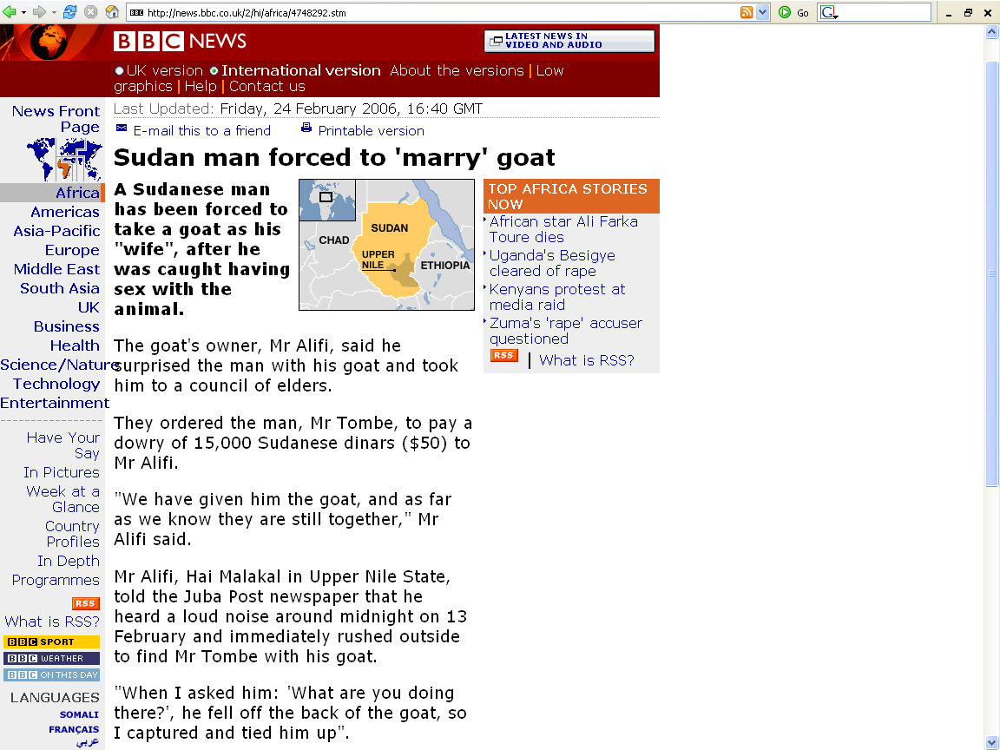 http://news.bbc.co.uk/2/hi/africa/4748292.stm
Go
G
BBC NEWS
LATEST NEWS IN
VIDEO AND AUDIO
UK version International version About the versions | Low
graphics | Help | Contact us
News Front
Page
Africa
Americas
Asia-Pacific
Europe
Middle East
South Asia
UK
Business
Health
Science/Nature
Technology
Entertainment
Have Your
Say
In Pictures
Week at a
Glance
Country
Profiles
In Depth
Programmes
RSS
What is RSS?
BBC SPORT
BBC WEATHER
BBC ON THIS DAY
LANGUAGES
SOMALI
FRANÇAIS
عربي
Last Updated: Friday, 24 February 2006, 16:40 GMT
E-mail this to a friend Printable version
Sudan man forced to 'marry' goat
A Sudanese man
has been forced to
take a goat as his
"wife", after he
was caught having
sex with the
animal.
CHAD
SUDAN
UPPER
NILE
ETHIOPIA
The goat's owner, Mr Alifi, said he
surprised the man with his goat and took
him to a council of elders.
They ordered the man, Mr Tombe, to pay a
dowry of 15,000 Sudanese dinars ($50) to
Mr Alifi.
"We have given him the goat, and as far
as we know they are still together," Mr
Alifi said.
Mr Alifi, Hai Malakal in Upper Nile State,
told the Juba Post newspaper that he
heard a loud noise around midnight on 13
February and immediately rushed outside
to find Mr Tombe with his goat.
"When I asked him: 'What are you doing
there?', he fell off the back of the goat, so
I captured and tied him up".
TOP AFRICA STORIES
NOW
African star Ali Farka
Toure dies
Uganda's Besigye
cleared of rape
Kenyans protest at
media raid
Zuma's 'rape' accuser
questioned
RSS | What is RSS?